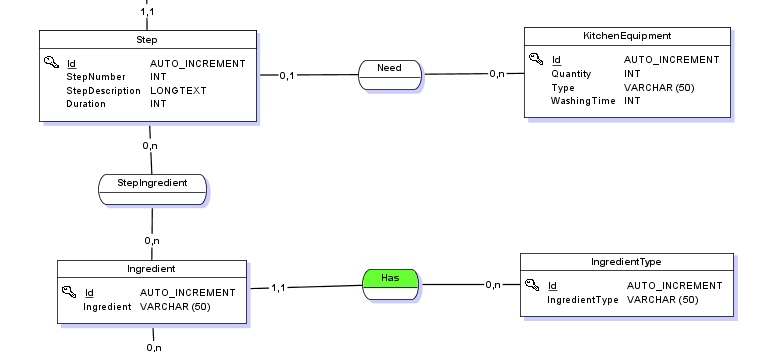 1,1
Step
Id AUTO_INCREMENT
StepNumber INT
StepDescription LONGTEXT
Duration INT
0,1
Need
0,n
KitchenEquipment
Id AUTO_INCREMENT
Quantity INT
Type VARCHAR (50)
WashingTime INT
0,n
StepIngredient
0,n
Ingredient
Id AUTO_INCREMENT
Ingredient VARCHAR (50)
1,1
Has
0,n
IngredientType
Id AUTO_INCREMENT
IngredientType VARCHAR (50)
0,n